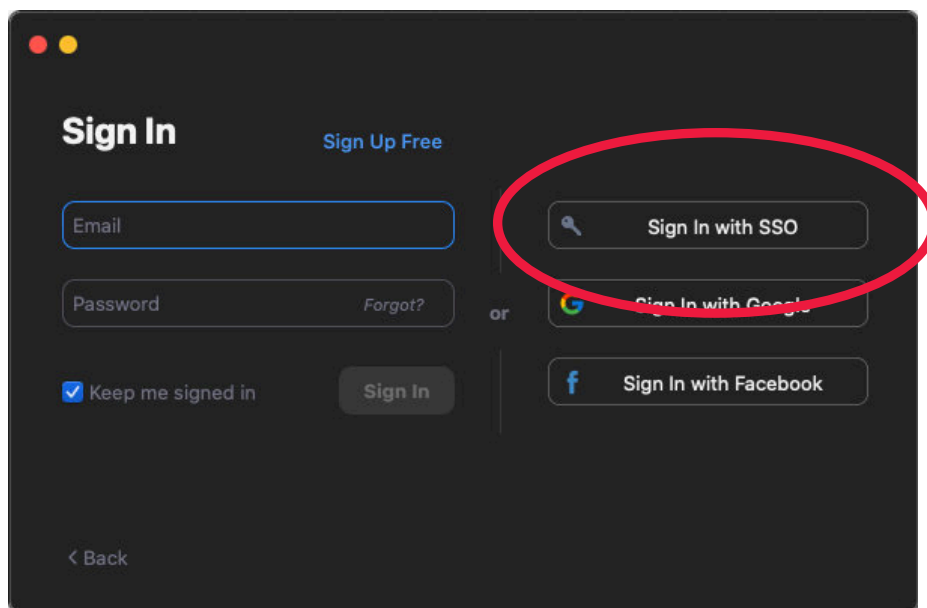 Sign In
Sign Up Free
Email
Password
Forgot?
Keep me signed in
Sign In
or
Sign In with SSO
Sign In with Google
Sign In with Facebook
< Back